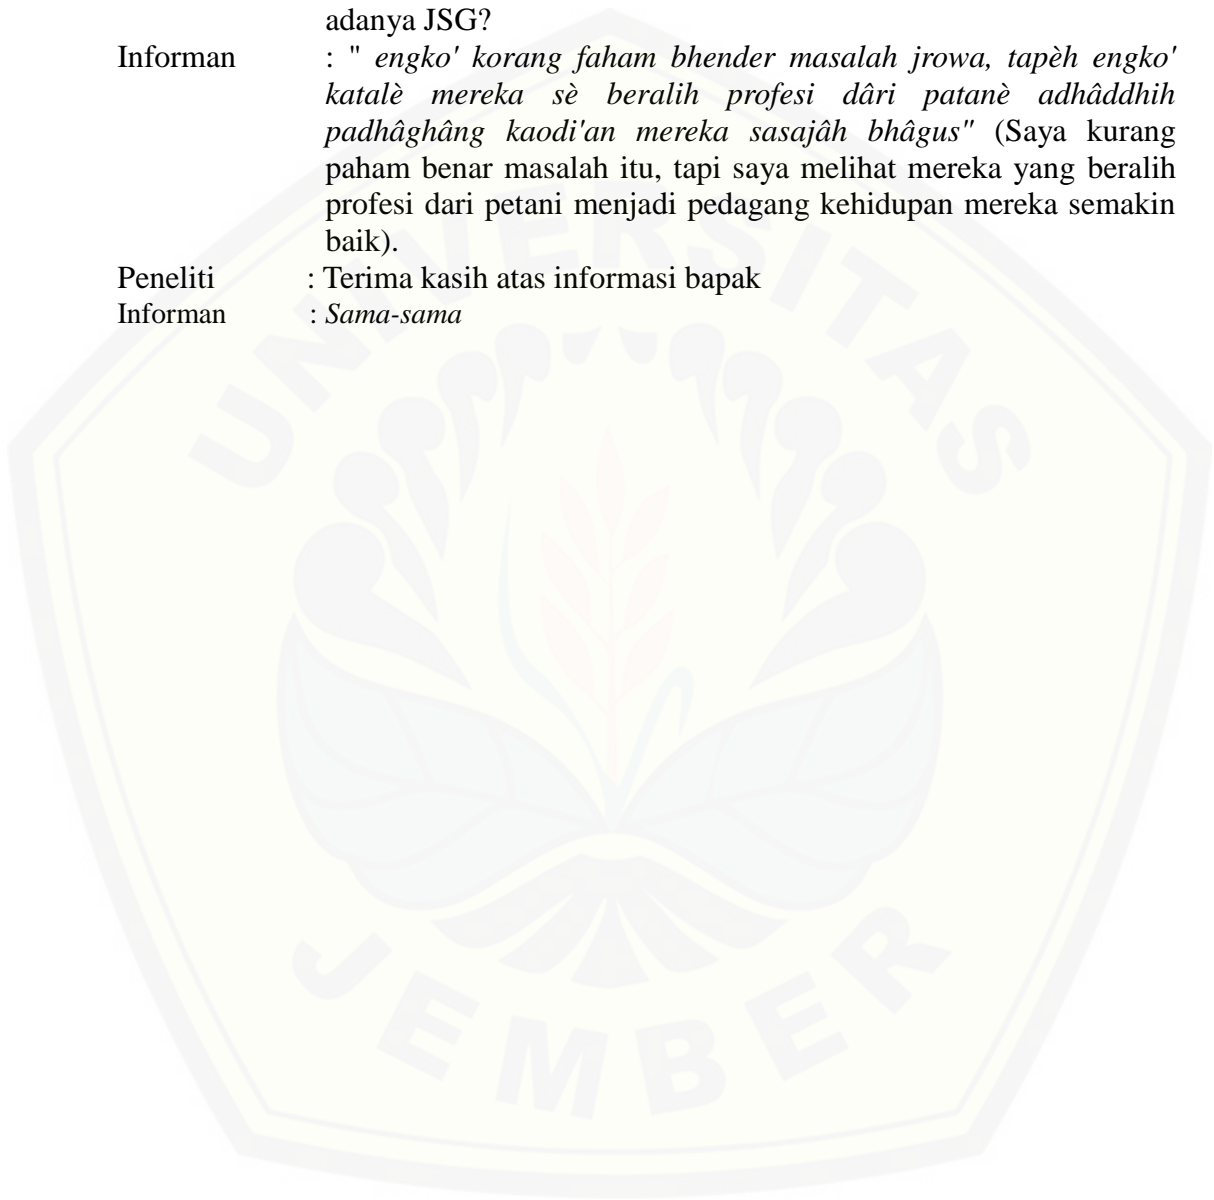 adanya JSG?
Informan : " engko' korang faham bhender masalah jrowa, tapèh engko'
katalè mereka sè beralih profesi dâri patanè adhâddhih
padhâghâng kaodi'an mereka sasajâh bhâgus" (Saya kurang
paham benar masalah itu, tapi saya melihat mereka yang beralih
profesi dari petani menjadi pedagang kehidupan mereka semakin
baik).
Peneliti : Terima kasih atas informasi bapak
Informan : Sama-sama
UNIVERSITAS
JEMBER